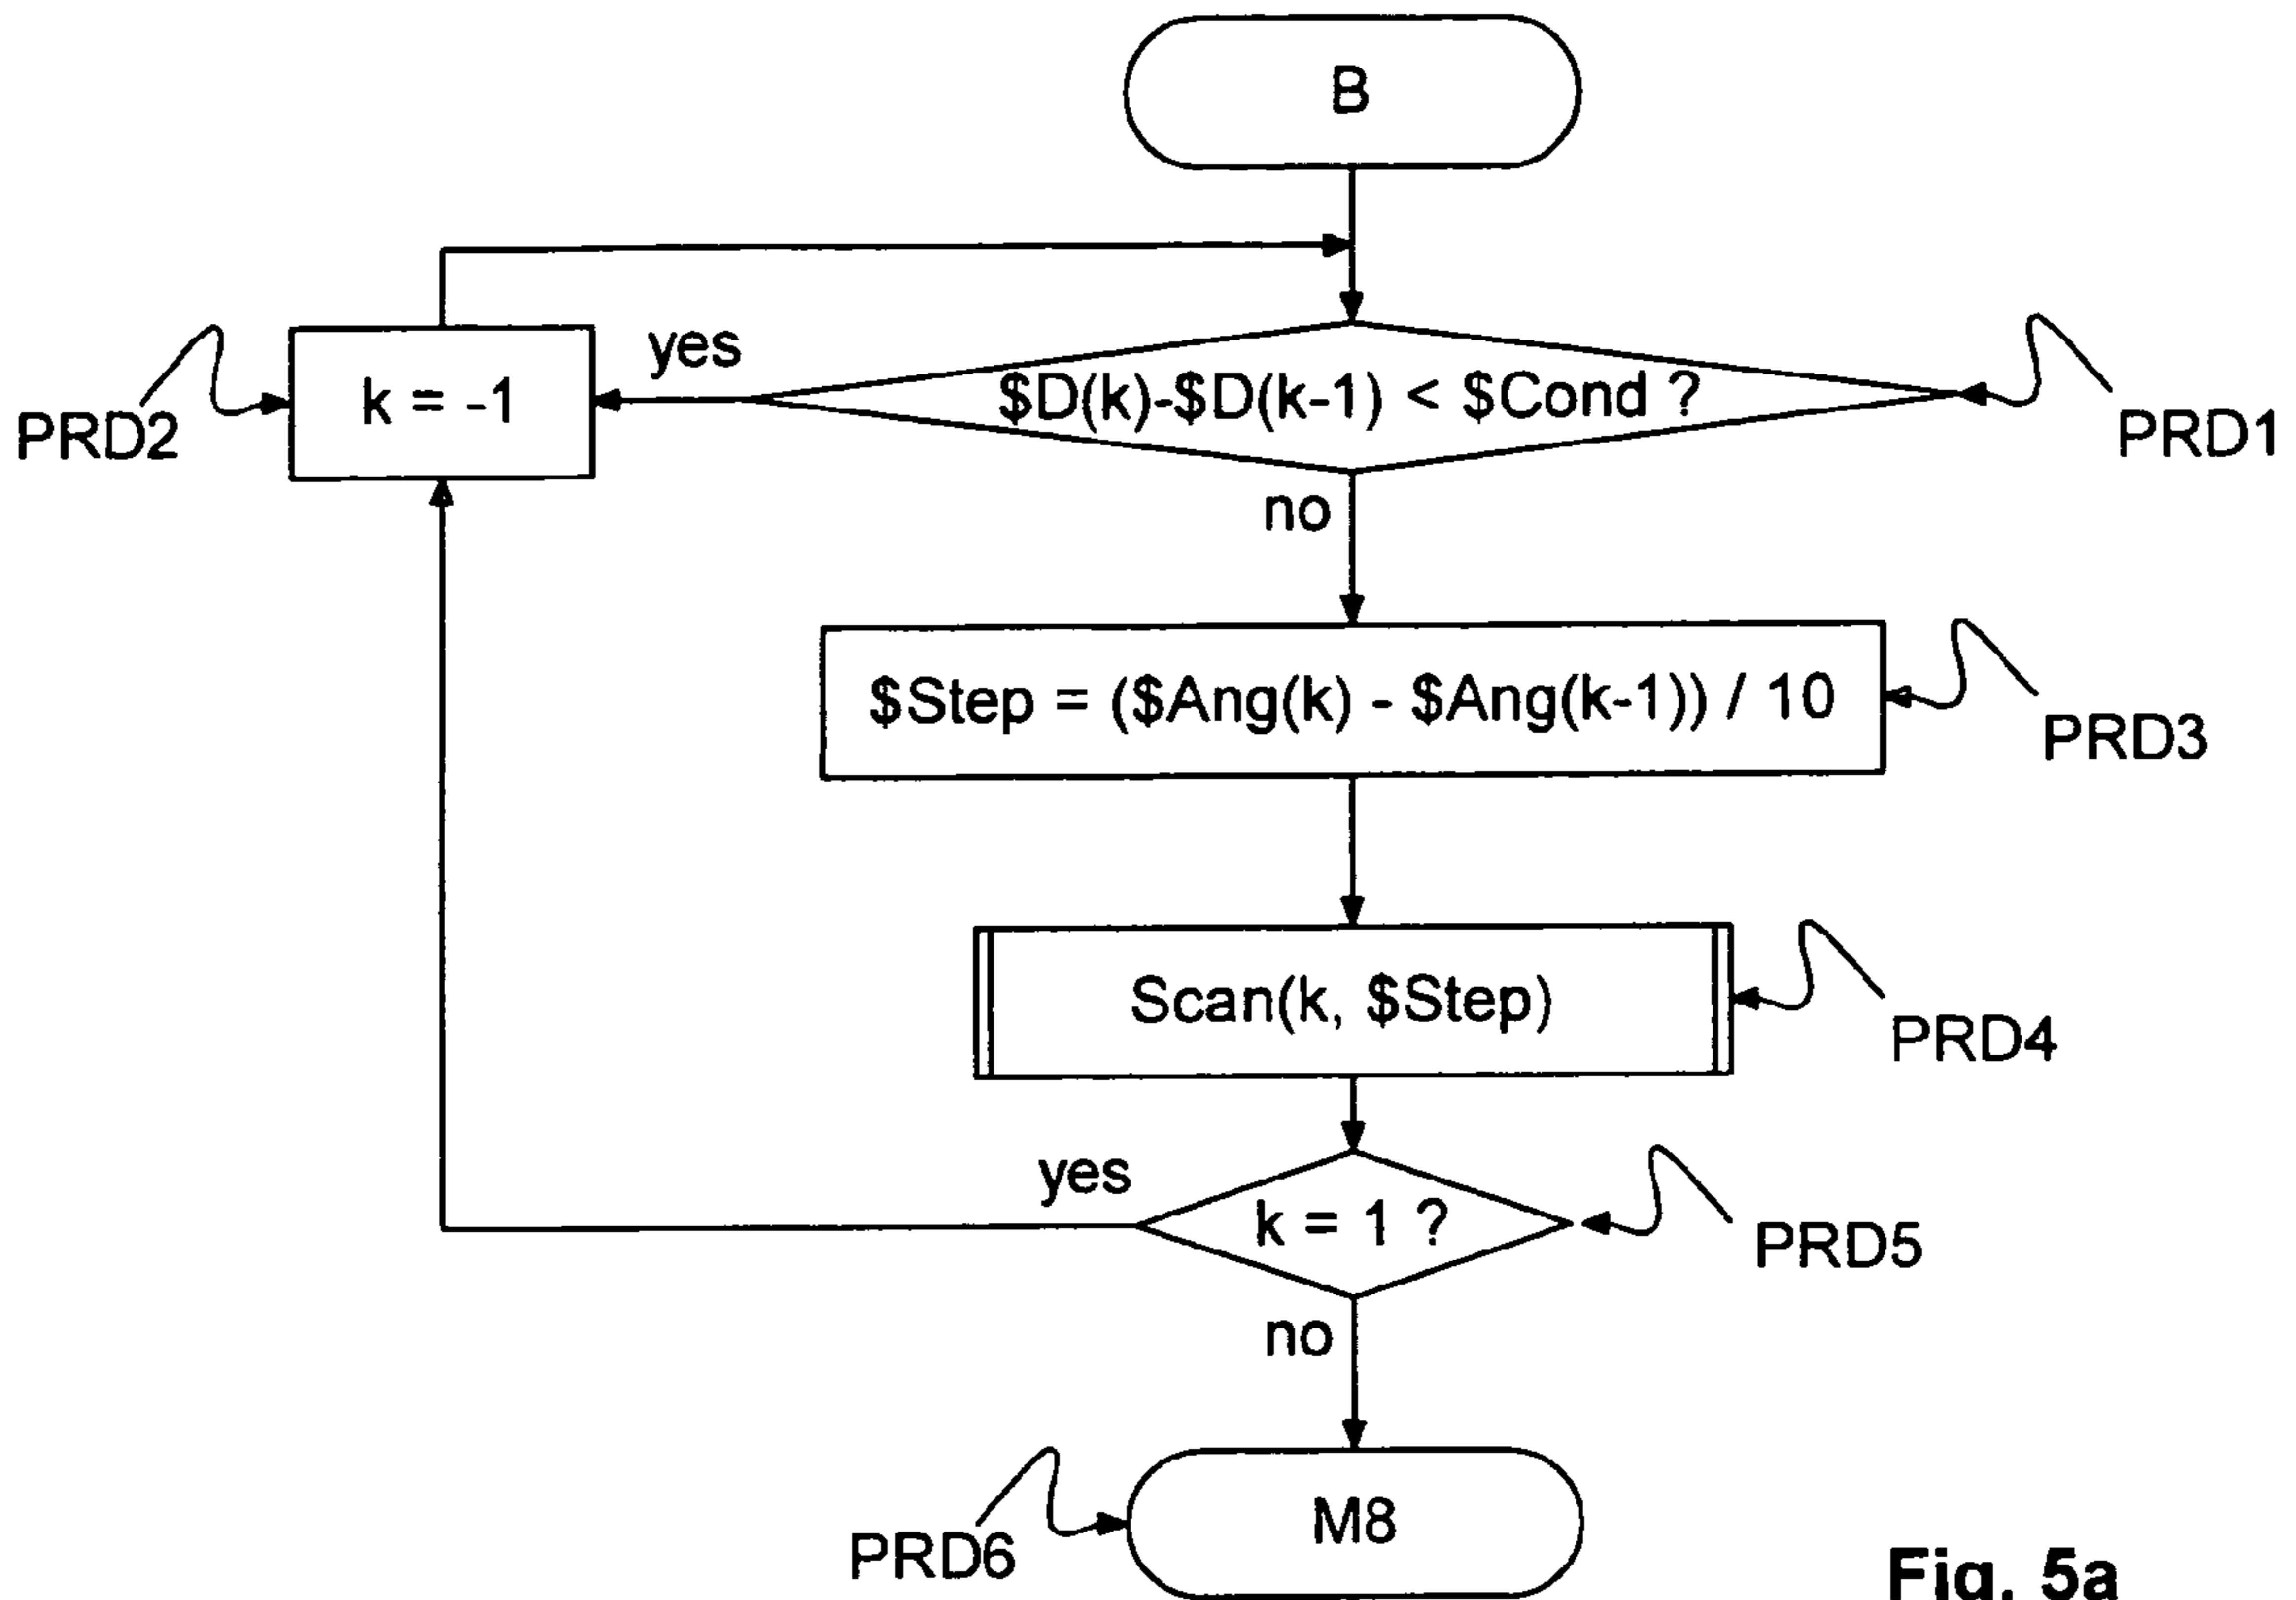 B
yes
k = -1
$D(k)-$D(k-1) < $Cond ?
PRD2
PRD1
no
$Step = ($Ang(k) - $Ang(k-1)) / 10
PRD3
Scan(k, $Step)
PRD4
yes
k = 1 ?
PRD5
no
M8
PRD6
Fig. 5a